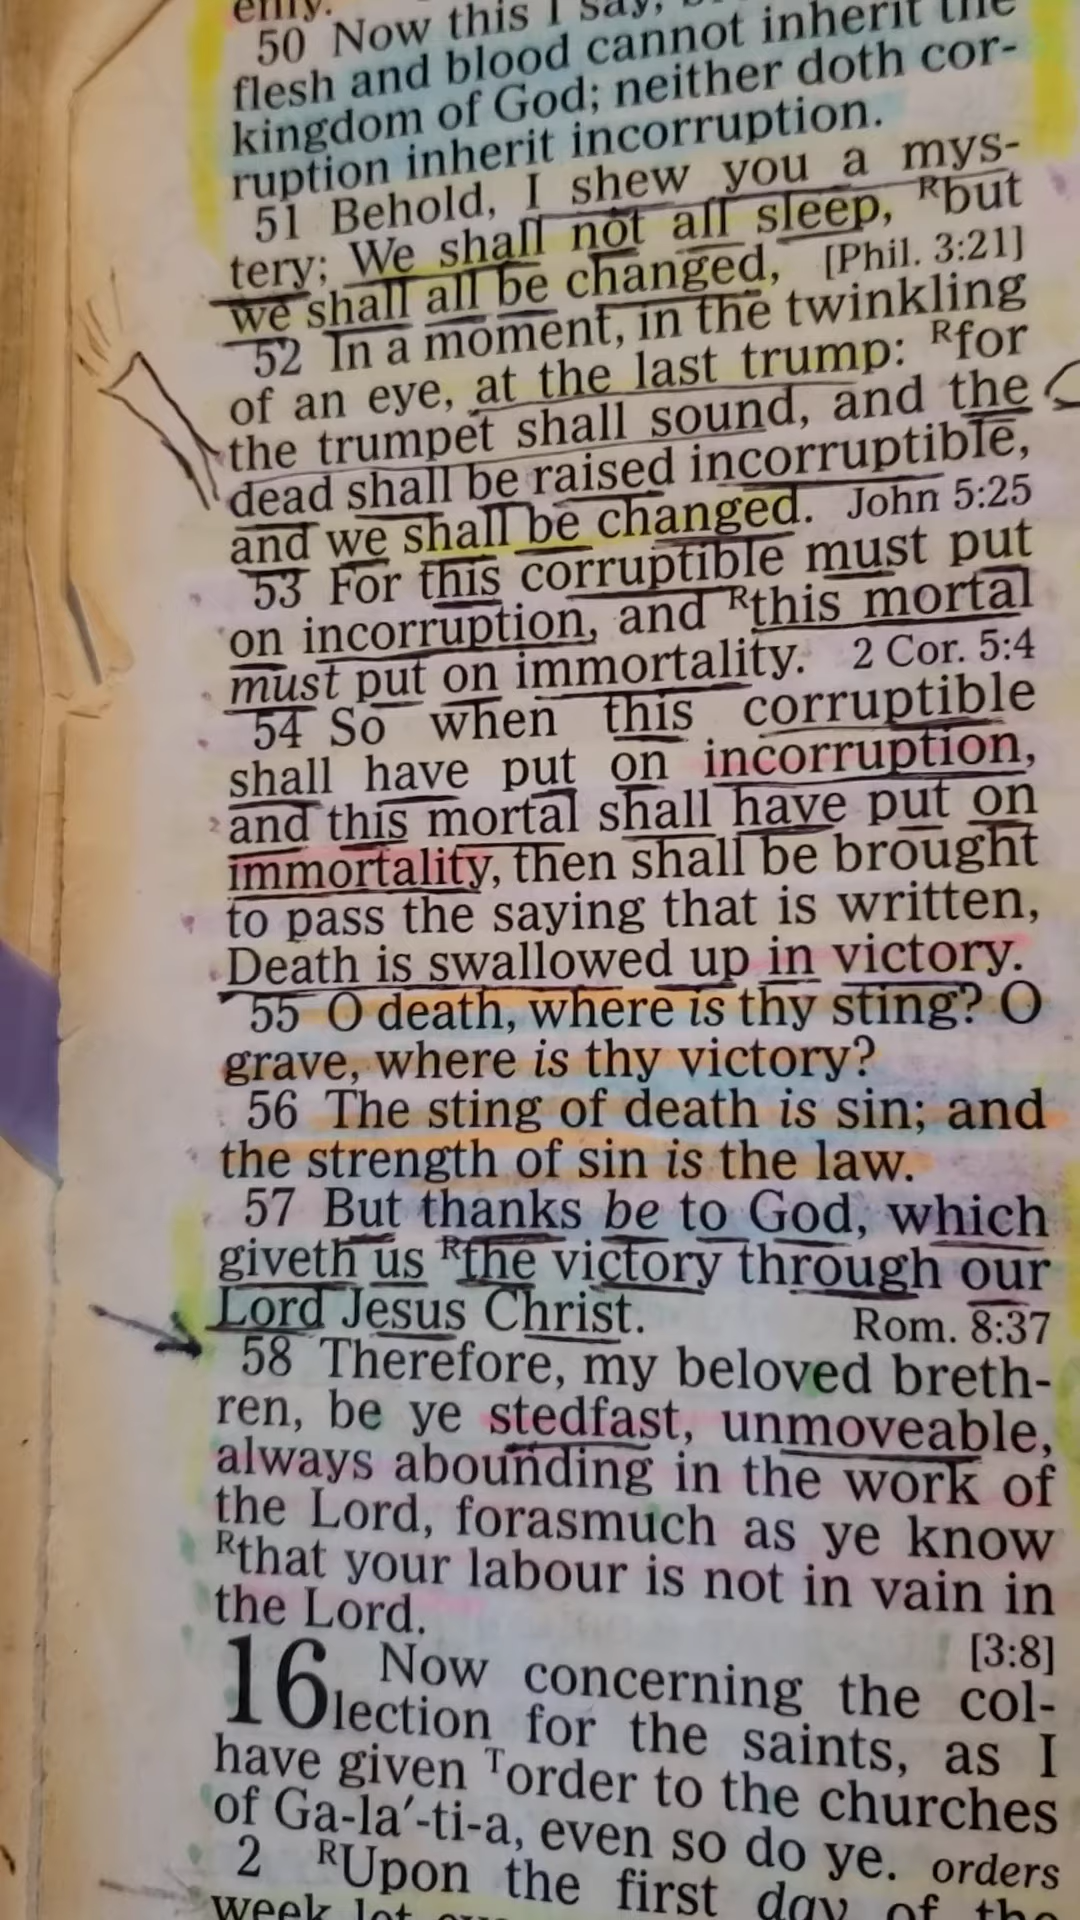 50 Now this I say,
flesh and blood cannot inherit the
kingdom of God; neither doth cor-
ruption inherit incorruption.
51 Behold, I shew you a mys-
tery; We shall not all sleep, ᴿbut
we shall all be changed, [Phil. 3:21]
52 In a moment, in the twinkling
of an eye, at the last trump: ᴿfor
the trumpet shall sound, and the
dead shall be raised incorruptible,
and we shall be changed. John 5:25
53 For this corruptible must put
on incorruption, and ᴿthis mortal
must put on immortality. 2 Cor. 5:4
54 So when this corruptible
shall have put on incorruption,
and this mortal shall have put on
immortality, then shall be brought
to pass the saying that is written,
Death is swallowed up in victory.
55 O death, where is thy sting? O
grave, where is thy victory?
56 The sting of death is sin; and
the strength of sin is the law.
57 But thanks be to God, which
giveth us ᴿthe victory through our
Lord Jesus Christ. Rom. 8:37
58 Therefore, my beloved breth-
ren, be ye stedfast, unmoveable,
always abounding in the work of
the Lord, forasmuch as ye know
ᴿthat your labour is not in vain in
the Lord. [3:8]
16 Now concerning the col-
lection for the saints, as I
have given ᵀorder to the churches
of Ga-la′-ti-a, even so do ye. orders
2 ᴿUpon the first day of the
week let